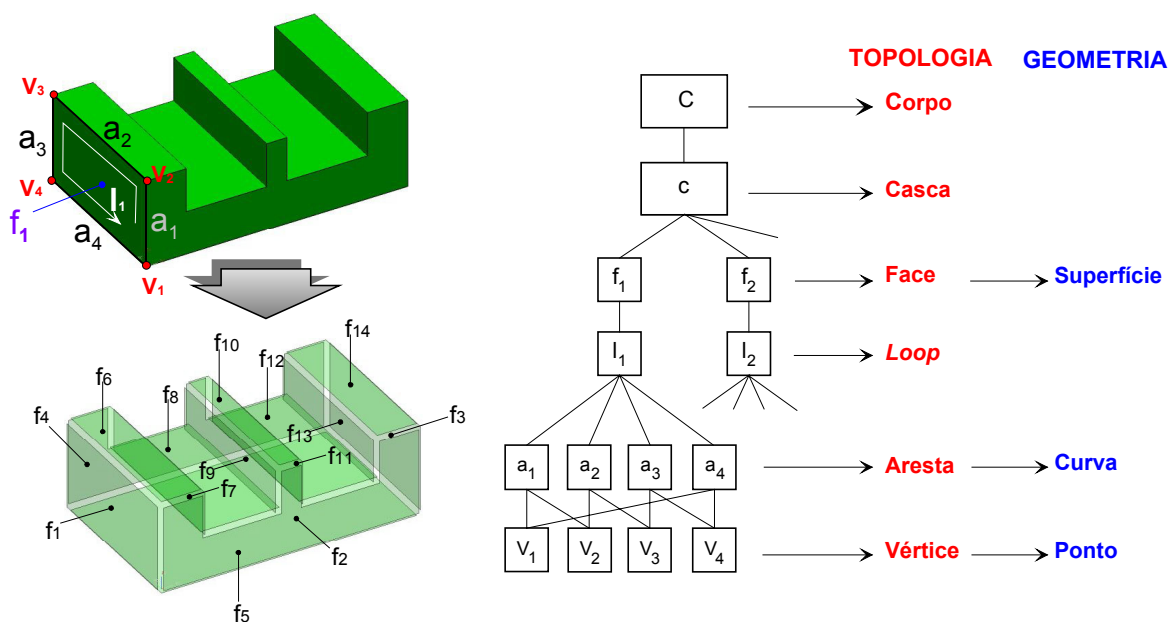 V3
a2
a3
V2
V4
l1
a1
f1
a4
V1
f14
f10
f12
f6
f8
f4
f3
f13
f9
f11
f7
f1
f2
f5
TOPOLOGIA GEOMETRIA
C Corpo
c Casca
f1 f2 Face Superfície
l1 l2 Loop
a1 a2 a3 a4 Aresta Curva
V1 V2 V3 V4 Vértice Ponto